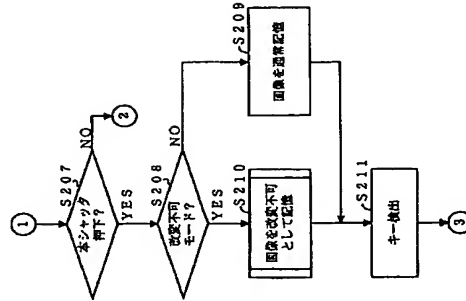 1
S207
本シャッタ
押下?
NO
2
YES
S208
改変不可
モード?
NO
YES
S209
画像を通常記憶
S210
画像を改変不可
として記憶
S211
キー検出
3